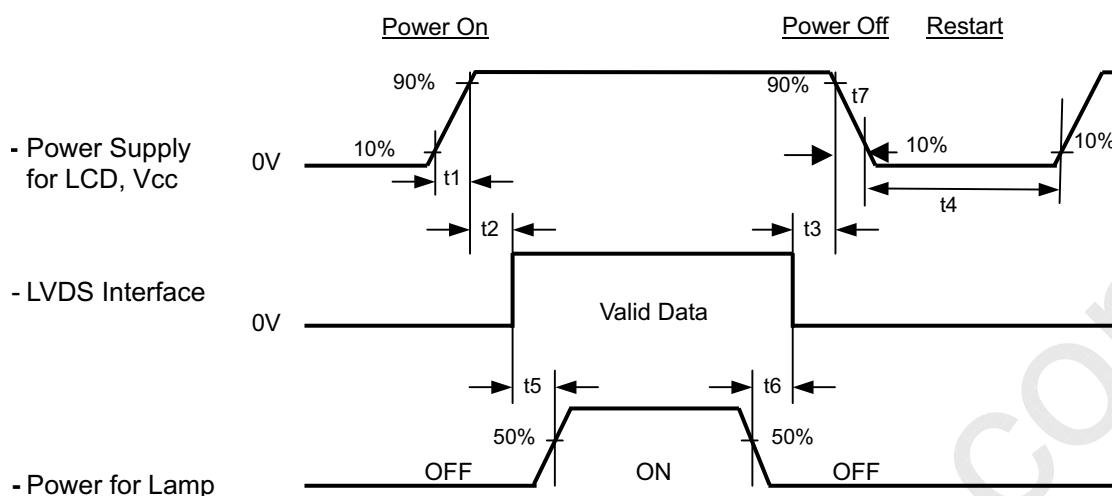 Power On
Power Off
Restart
90%
90%
t7
- Power Supply
for LCD, Vcc
0V
10%
10%
10%
t1
t4
t2
t3
- LVDS Interface
0V
Valid Data
t5
t6
50%
50%
- Power for Lamp
OFF
ON
OFF
com